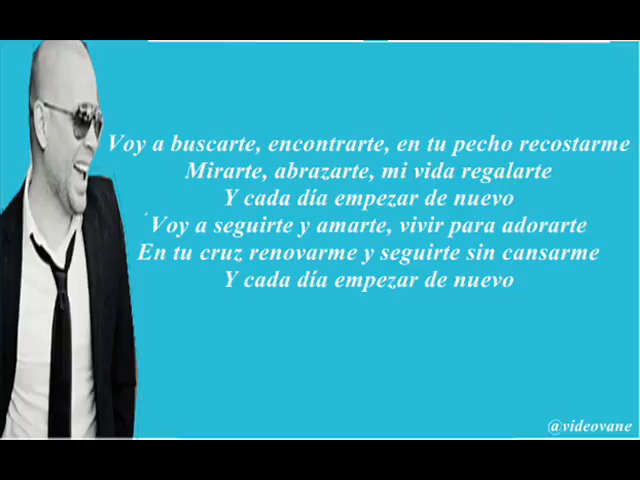 Voy a buscarte, encontrarte, en tu pecho recostarme
Mirarte, abrazarte, mi vida regalarte
Y cada día empezar de nuevo
Voy a seguirte y amarte, vivir para adorarte
En tu cruz renovarme y seguirte sin cansarme
Y cada día empezar de nuevo
@videovane